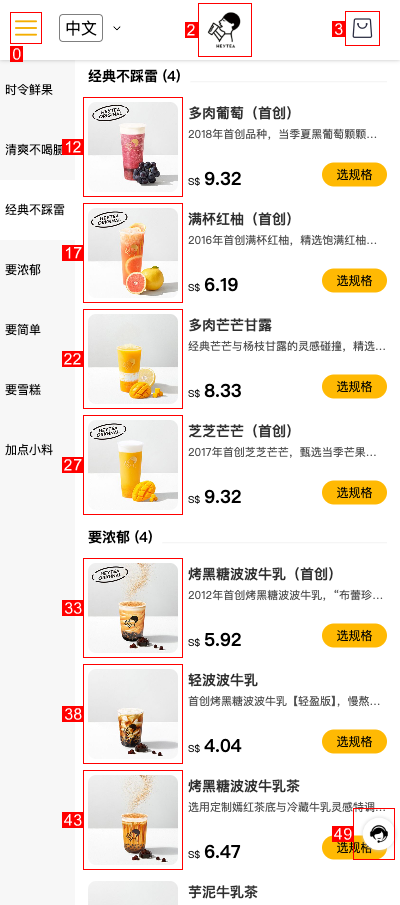 中文
HEYTEA
0
2
3
时令鲜果
清爽不喝腻
经典不踩雷
要浓郁
要简单
要雪糕
加点小料
经典不踩雷 (4)
12
HEYTEA ORIGINAL
多肉葡萄（首创）
2018年首创品种，当季夏黑葡萄颗颗...
S$ 9.32
选规格
17
HEYTEA ORIGINAL
满杯红柚（首创）
2016年首创满杯红柚，精选饱满红柚...
S$ 6.19
选规格
22
多肉芒芒甘露
经典芒芒与杨枝甘露的灵感碰撞，精选...
S$ 8.33
选规格
27
HEYTEA ORIGINAL
芝芝芒芒（首创）
2017年首创芝芝芒芒，甄选当季芒果...
S$ 9.32
选规格
要浓郁 (4)
33
HEYTEA ORIGINAL
烤黑糖波波牛乳（首创）
2012年首创烤黑糖波波牛乳，“布蕾珍...
S$ 5.92
选规格
38
轻波波牛乳
首创烤黑糖波波牛乳【轻盈版】，慢熬...
S$ 4.04
选规格
43
烤黑糖波波牛乳茶
选用定制嫣红茶底与冷藏牛乳灵感特调...
S$ 6.47
选规格
49
芋泥牛乳茶